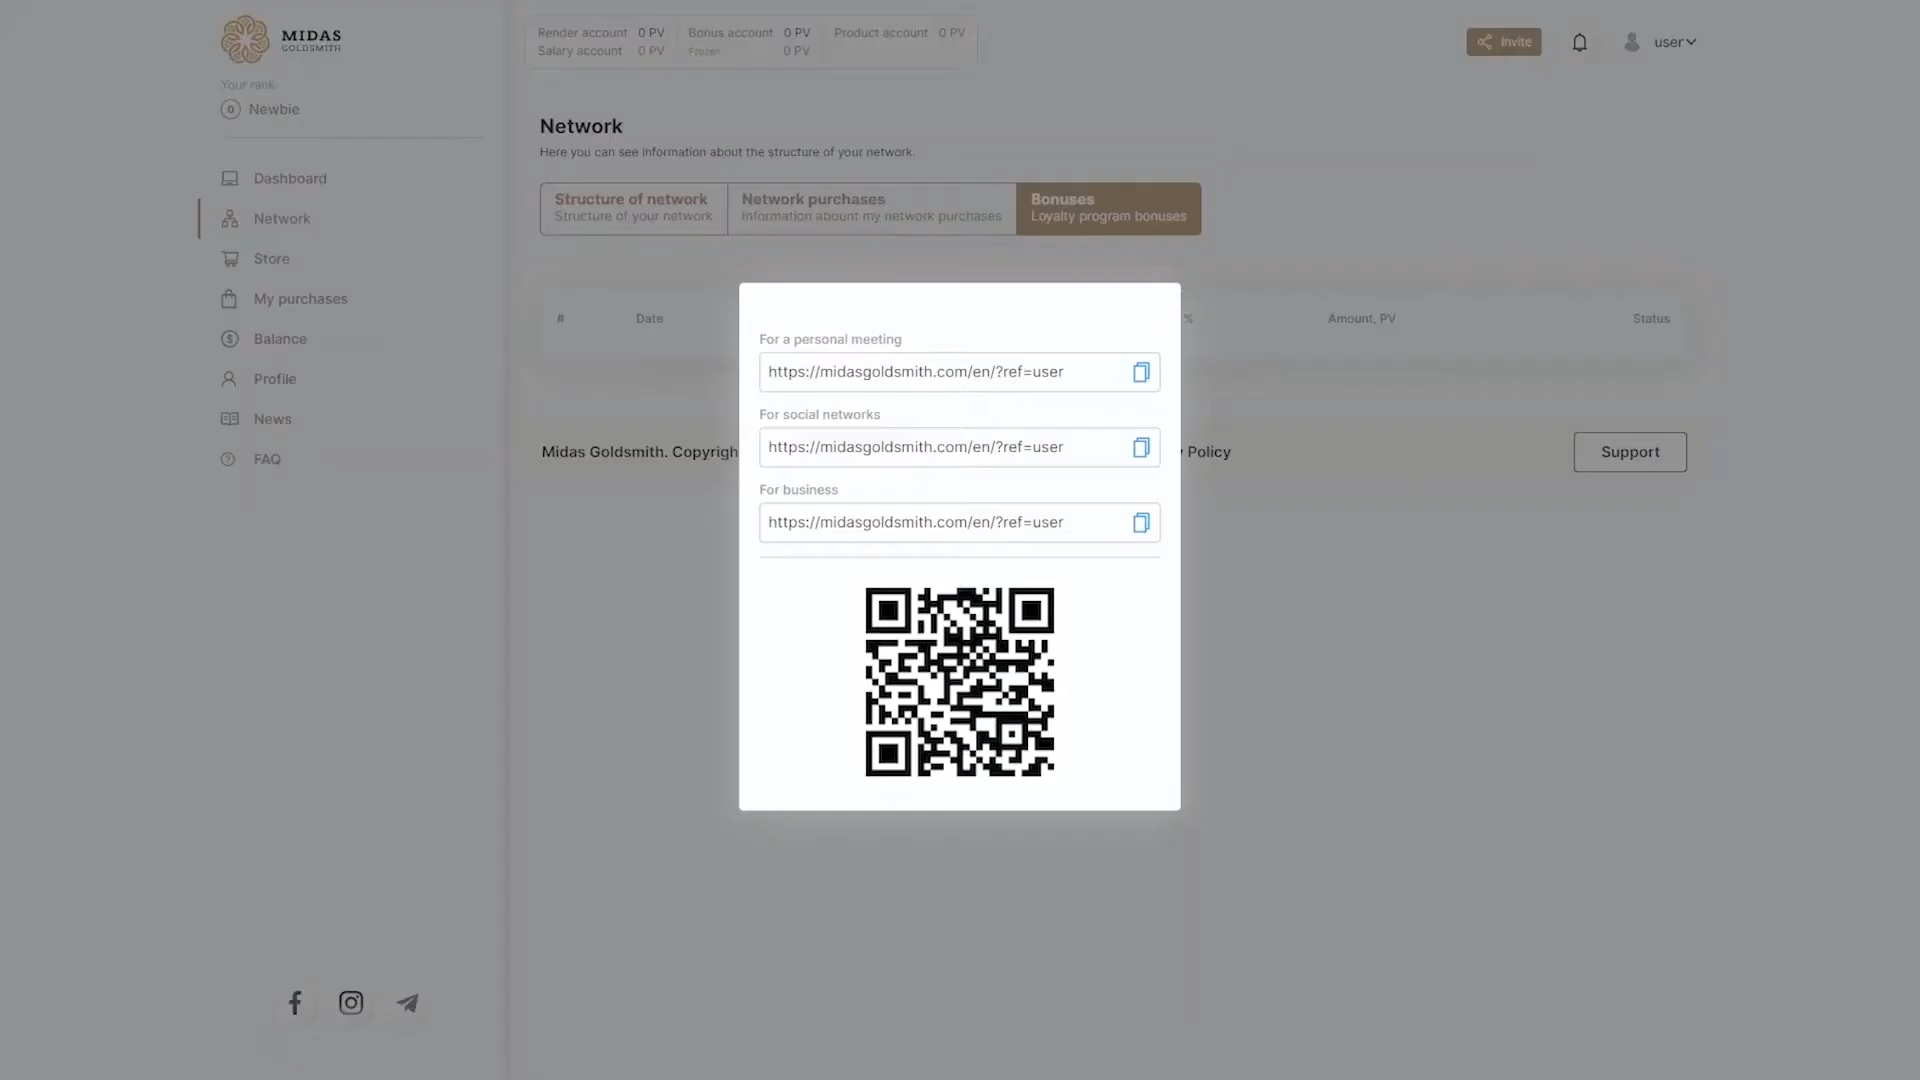 MIDAS
GOLDSMITH
Your rank:
0 Newbie
Dashboard
Network
Store
My purchases
Balance
Profile
News
FAQ
Render account 0 PV Bonus account 0 PV Product account 0 PV
Salary account 0 PV Frozen 0 PV
Invite
user
Network
Here you can see information about the structure of your network.
Structure of network
Structure of your network
Network purchases
Information abount my network purchases
Bonuses
Loyalty program bonuses
# Date % Amount, PV Status
For a personal meeting
https://midasgoldsmith.com/en/?ref=user
For social networks
https://midasgoldsmith.com/en/?ref=user
For business
https://midasgoldsmith.com/en/?ref=user
Midas Goldsmith. Copyrigh
Policy
Support